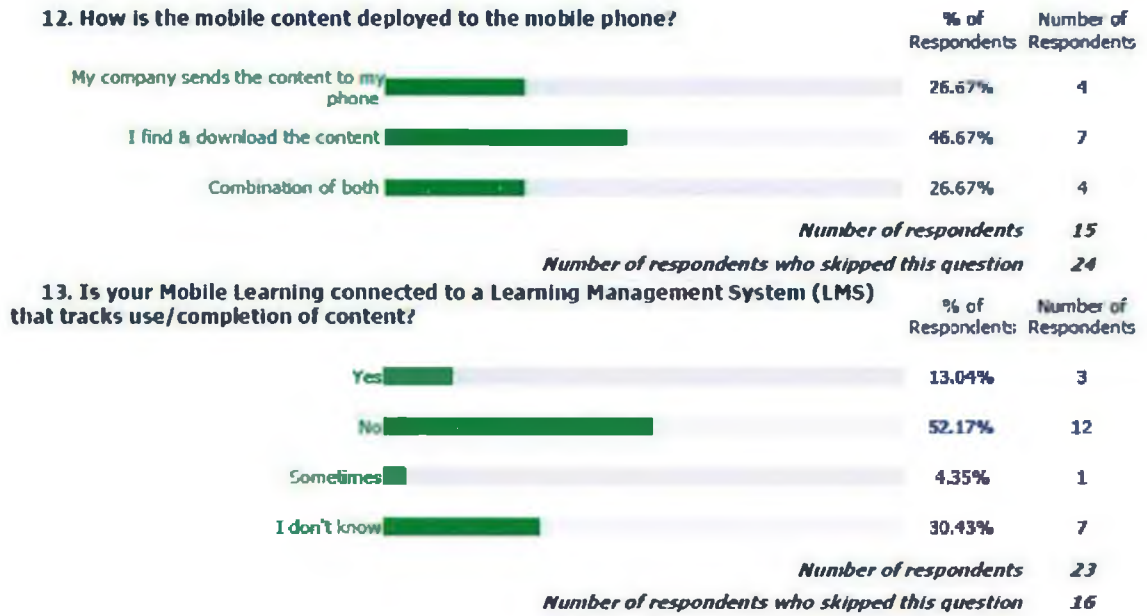 12. How is the mobile content deployed to the mobile phone?
% of Number of
Respondents Respondents
My company sends the content to my
phone
26.67% 4
I find & download the content 46.67% 7
Combination of both 26.67% 4
Number of respondents 15
Number of respondents who skipped this question 24
13. Is your Mobile Learning connected to a Learning Management System (LMS)
that tracks use/completion of content?
% of Number of
Respondents Respondents
Yes 13.04% 3
No 52.17% 12
Sometimes 4.35% 1
I don't know 30.43% 7
Number of respondents 23
Number of respondents who skipped this question 16